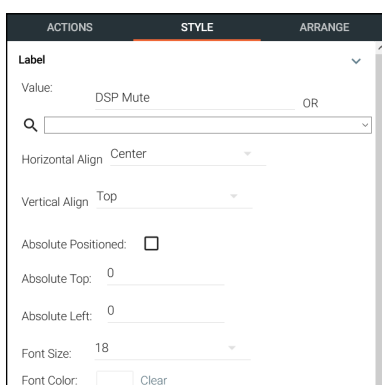 ACTIONS STYLE ARRANGE
Label
Value: DSP Mute OR
Horizontal Align Center
Vertical Align Top
Absolute Positioned:
Absolute Top: 0
Absolute Left: 0
Font Size: 18
Font Color: Clear